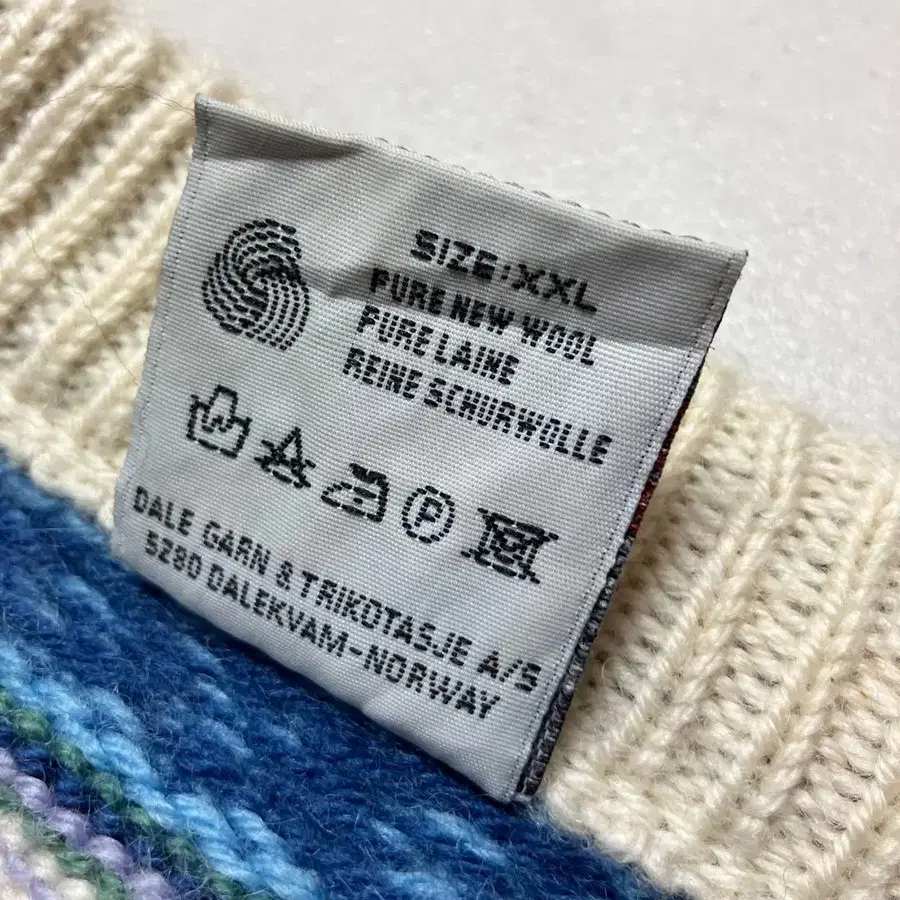 SIZE:XXL
PURE NEW WOOL
PURE LAINE
REINE SCHURWOLLE
P
DALE GARN & TRIKOTASJE A/S
5280 DALEKVAM-NORWAY